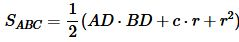 S_{ABC} = \frac{1}{2}(AD \cdot BD + c \cdot r + r^2)